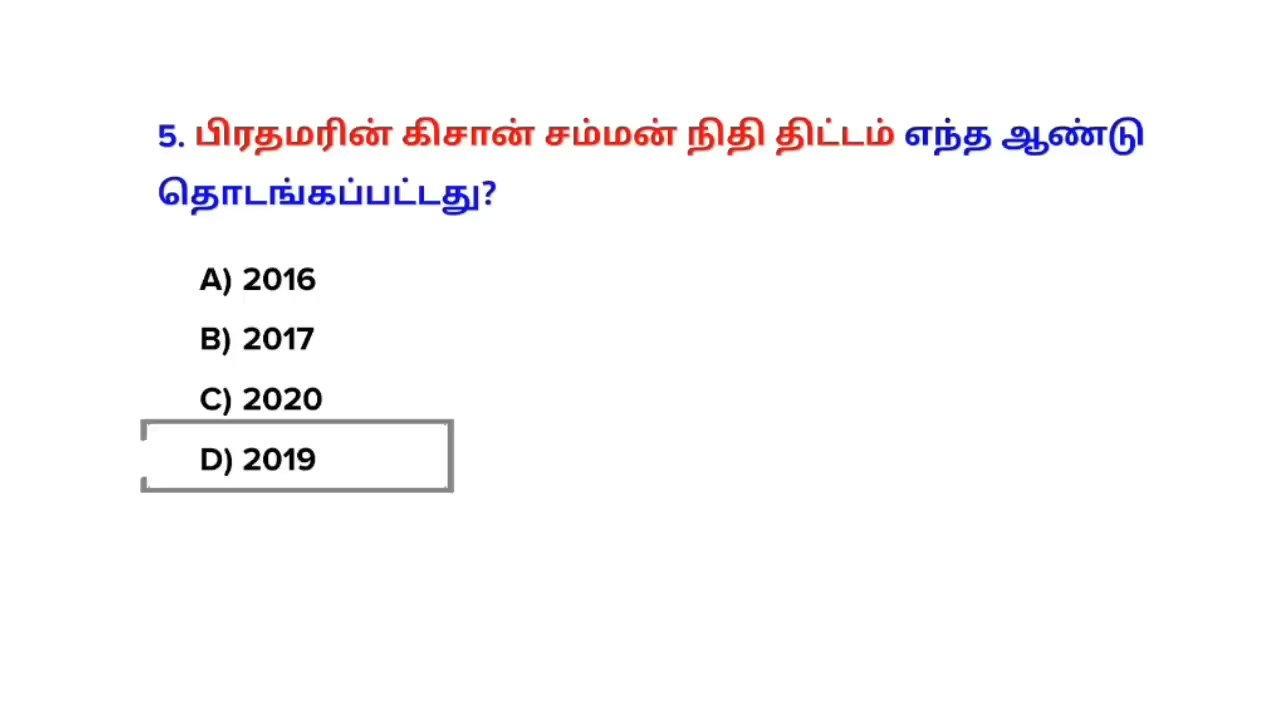 5. பிரதமரின் கிசான் சம்மன் நிதி திட்டம் எந்த ஆண்டு
தொடங்கப்பட்டது?
A) 2016
B) 2017
C) 2020
D) 2019